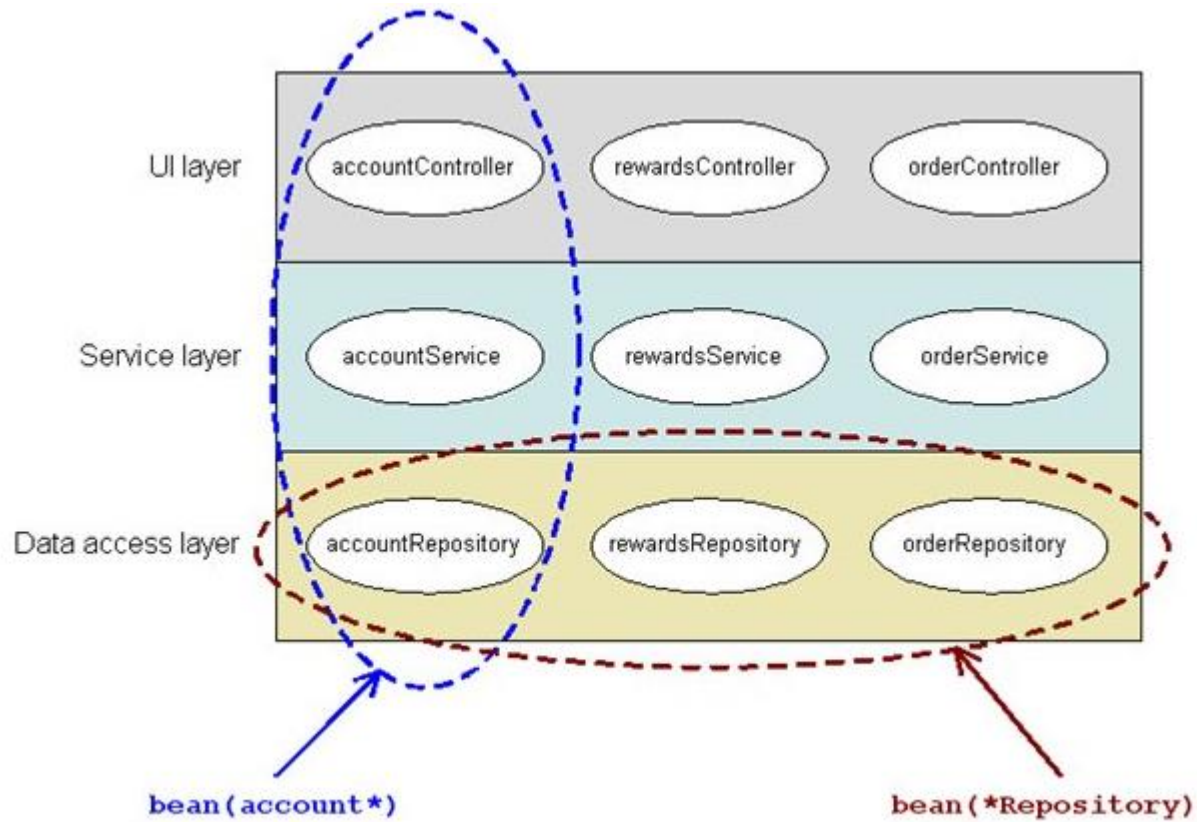 UI layer
accountController
rewardsController
orderController
Service layer
accountService
rewardsService
orderService
Data access layer
accountRepository
rewardsRepository
orderRepository
bean(account*)
bean(*Repository)